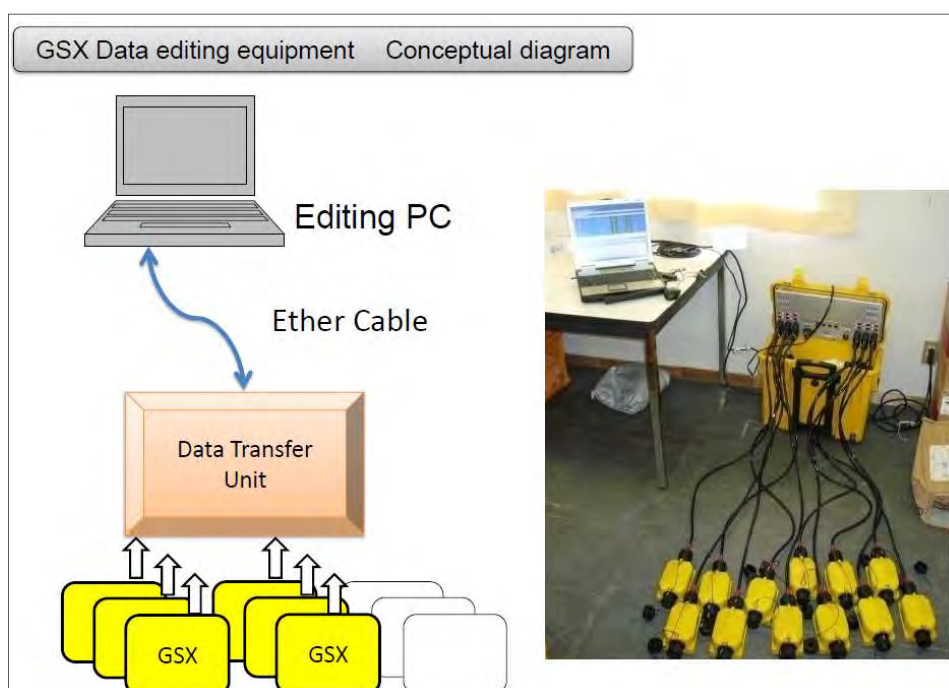 GSX Data editing equipment Conceptual diagram
Editing PC
Ether Cable
Data Transfer
Unit
GSX
GSX